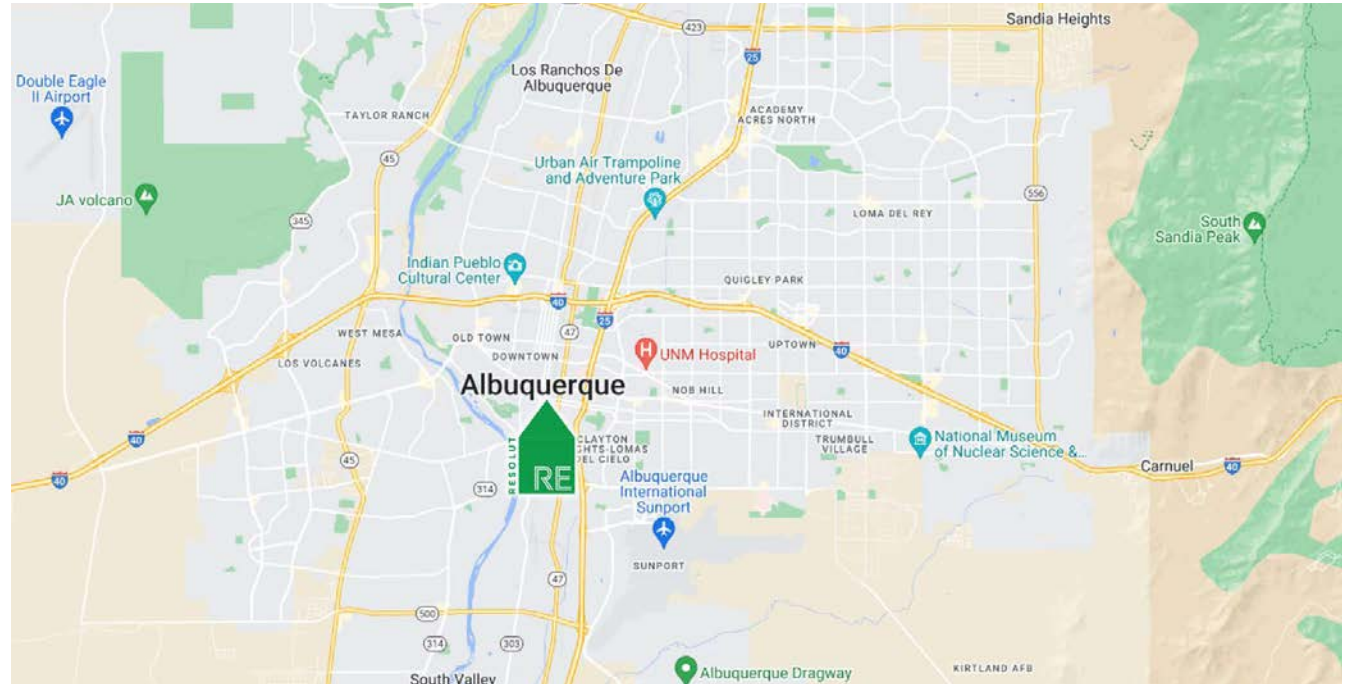 423
Sandia Heights
25
Double Eagle
II Airport
Los Ranchos De
Albuquerque
TAYLOR RANCH
ACADEMY
ACRES NORTH
45
Urban Air Trampoline
and Adventure Park
JA volcano
556
345
LOMA DEL REY
South
Sandia Peak
Indian Pueblo
Cultural Center
QUIGLEY PARK
40
25
47
WEST MESA
OLD TOWN
DOWNTOWN
H
UNM Hospital
UPTOWN
40
LOS VOLCANES
Albuquerque
NOB HILL
INTERNATIONAL
DISTRICT
TRUMBULL
VILLAGE
National Museum
of Nuclear Science &...
CLAYTON
HTS-LOMAS
DEL CIELO
40
45
40
RESOLUT
RE
314
Carnuel
40
Albuquerque
International
Sunport
SUNPORT
47
500
314
303
South Valley
Albuquerque Dragway
KIRTLAND AFB